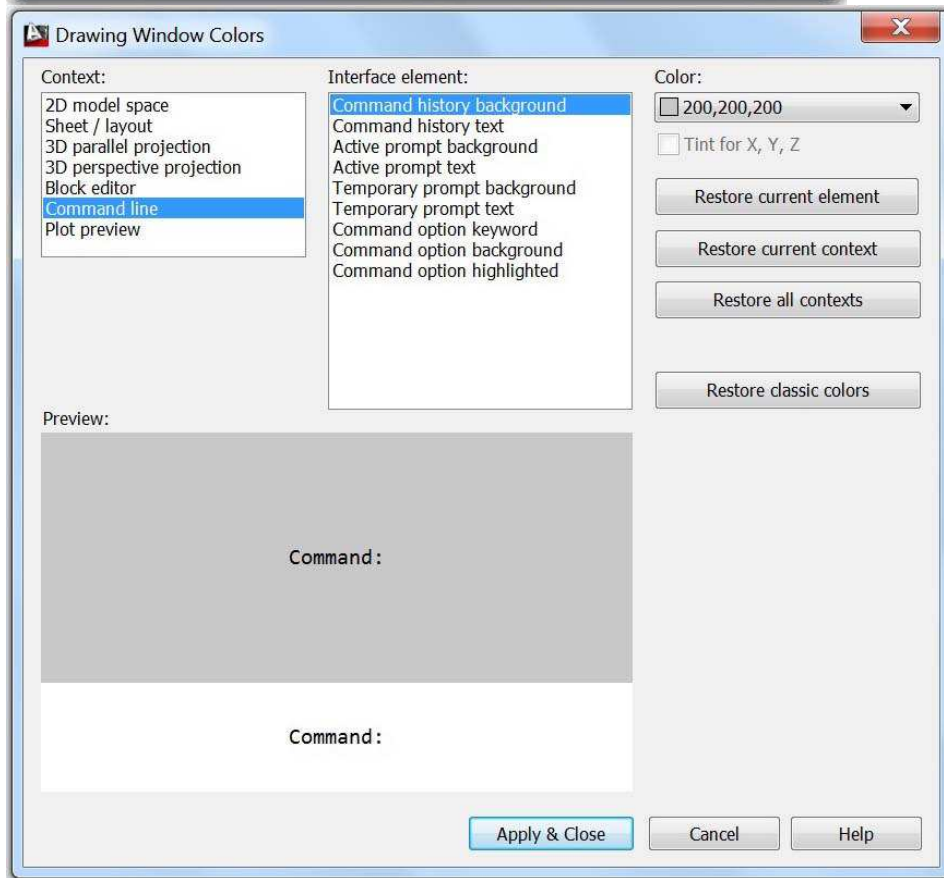 Drawing Window Colors
Context:
2D model space
Sheet / layout
3D parallel projection
3D perspective projection
Block editor
Command line
Plot preview
Interface element:
Command history background
Command history text
Active prompt background
Active prompt text
Temporary prompt background
Temporary prompt text
Command option keyword
Command option background
Command option highlighted
Color:
200,200,200
Tint for X, Y, Z
Restore current element
Restore current context
Restore all contexts
Restore classic colors
Preview:
Command:
Command:
Apply & Close
Cancel
Help